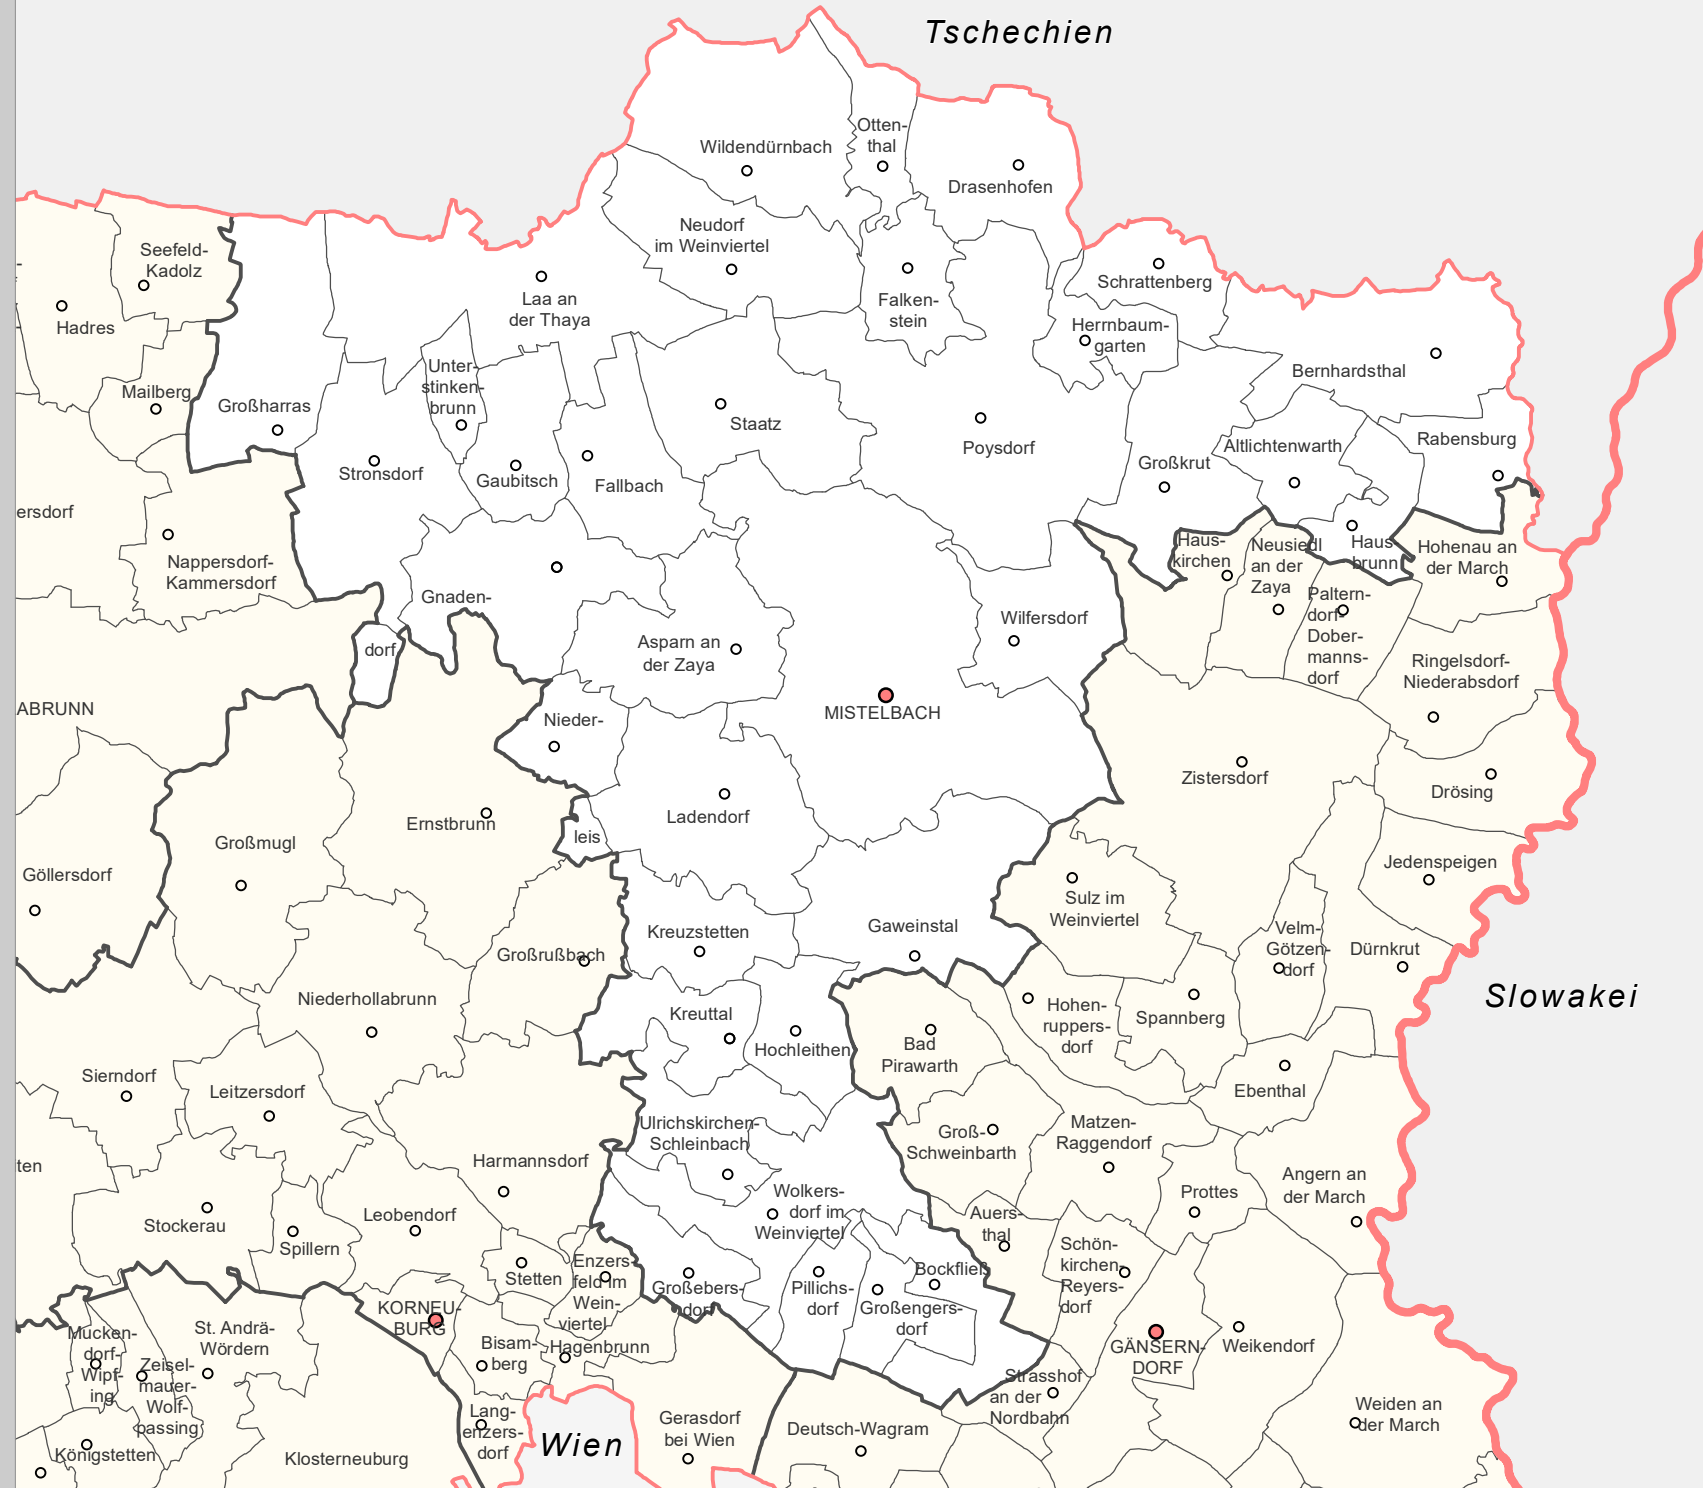 Tschechien
Wildendürnbach
Otten-
thal
Drasenhofen
Neudorf
im Weinviertel
Seefeld-
Kadolz
Hadres
Laa an
der Thaya
Falken-
stein
Schrattenberg
Herrnbaum-
garten
Bernhardsthal
Mailberg
Großharras
Unter-
stinken-
brunn
Staatz
Poysdorf
Altlichtenwarth
Rabensburg
Stronsdorf
Gaubitsch
Fallbach
Großkrut
ersdorf
Nappersdorf-
Kammersdorf
Haus-
kirchen
Neusiedl
an der
Zaya
Haus
brunn
Hohenau an
der March
Paltern-
dorf-
Dober-
manns-
dorf
Gnaden-
dorf
Asparn an
der Zaya
Wilfersdorf
Ringelsdorf-
Niederabsdorf
ABRUNN
MISTELBACH
Nieder-
leis
Zistersdorf
Drösing
Ernstbrunn
Ladendorf
Großmugl
Göllersdorf
Jedenspeigen
Sulz im
Weinviertel
Kreuzstetten
Gaweinstal
Velm-
Götzen-
dorf
Dürnkrut
Großrußbach
Niederhollabrunn
Slowakei
Kreuttal
Hochleithen
Hohen-
ruppers-
dorf
Spannberg
Bad
Pirawarth
Sierndorf
Leitzersdorf
Ebenthal
Ulrichskirchen-
Schleinbach
Groß-
Schweinbarth
Matzen-
Raggendorf
ten
Harmannsdorf
Angern an
der March
Wolkers-
dorf im
Weinviertel
Prottes
Stockerau
Leobendorf
Auers-
thal
Spillern
Stetten
Enzers-
feld im
Wein-
viertel
Großebers-
dorf
Pillichs-
dorf
Bockfließ
Großengers-
dorf
Schön-
kirchen-
Reyers-
dorf
KORNEU-
BURG
Mucken-
dorf-
Wipf-
ing
St. Andrä-
Wördern
Zeisel-
mauer-
Wolf-
passing
Bisam-
berg
Hagenbrunn
GÄNSERN-
DORF
Weikendorf
Strasshof
an der
Nordbahn
Lang-
enzers-
dorf
Wien
Gerasdorf
bei Wien
Deutsch-Wagram
Weiden an
der March
Königstetten
Klosterneuburg